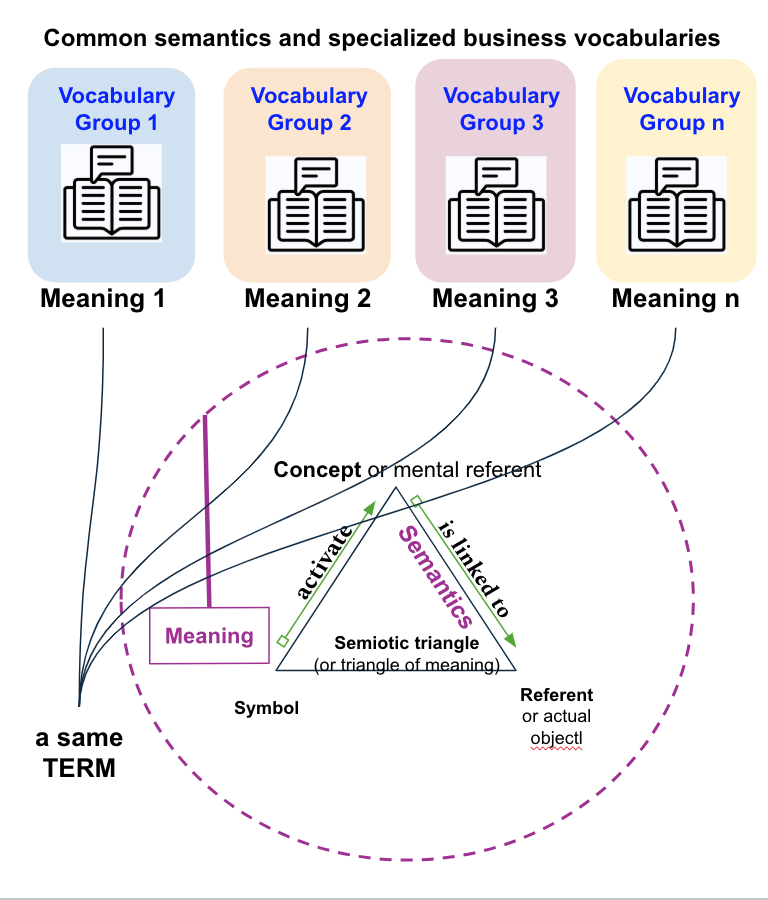 Common semantics and specialized business vocabularies
Vocabulary
Group 1
Vocabulary
Group 2
Vocabulary
Group 3
Vocabulary
Group n
Meaning 1
Meaning 2
Meaning 3
Meaning n
Concept or mental referent
activate
is linked to
Semantics
Meaning
Semiotic triangle
(or triangle of meaning)
Symbol
Referent
or actual
objectl
a same
TERM